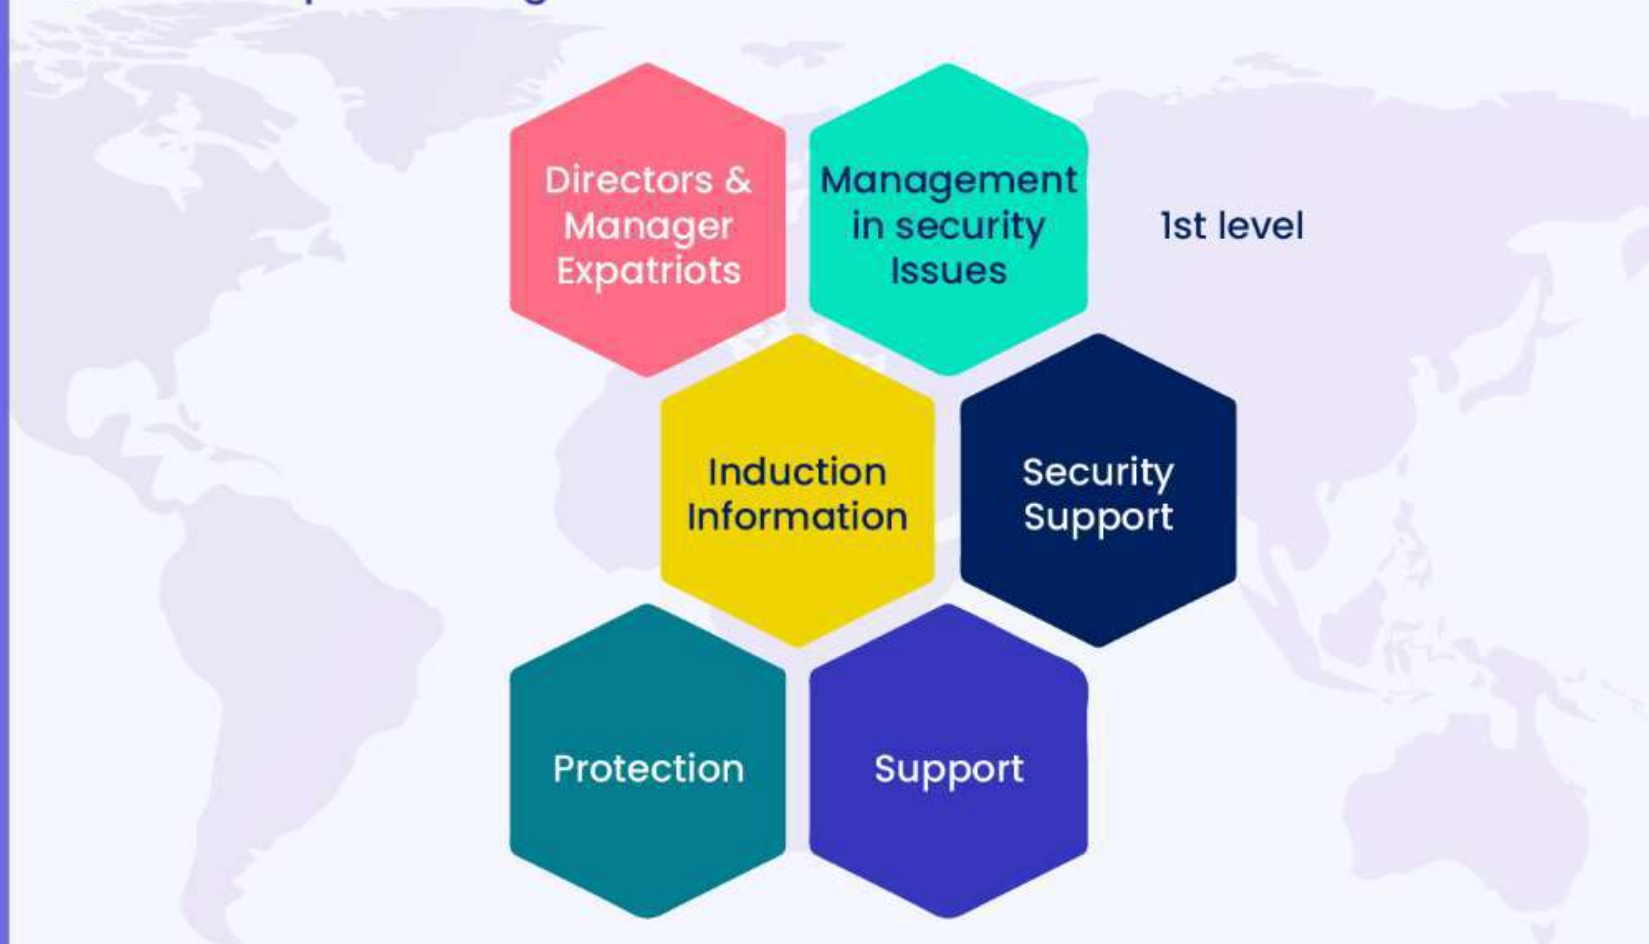 Directors &
Manager
Expatriots
Management
in security
Issues
1st level
Induction
Information
Security
Support
Protection
Support